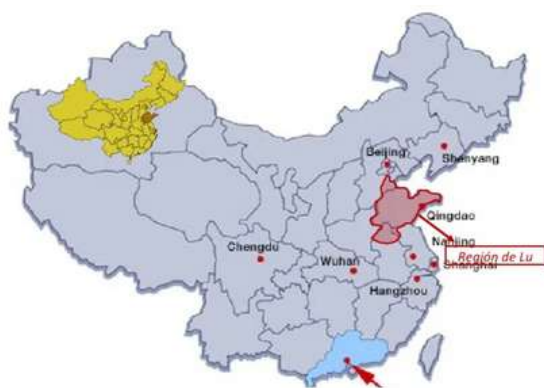 Beijing
Shenyang
Qingdao
Nanjing
Región de Lu
Shanghai
Chengdu
Wuhan
Hangzhou